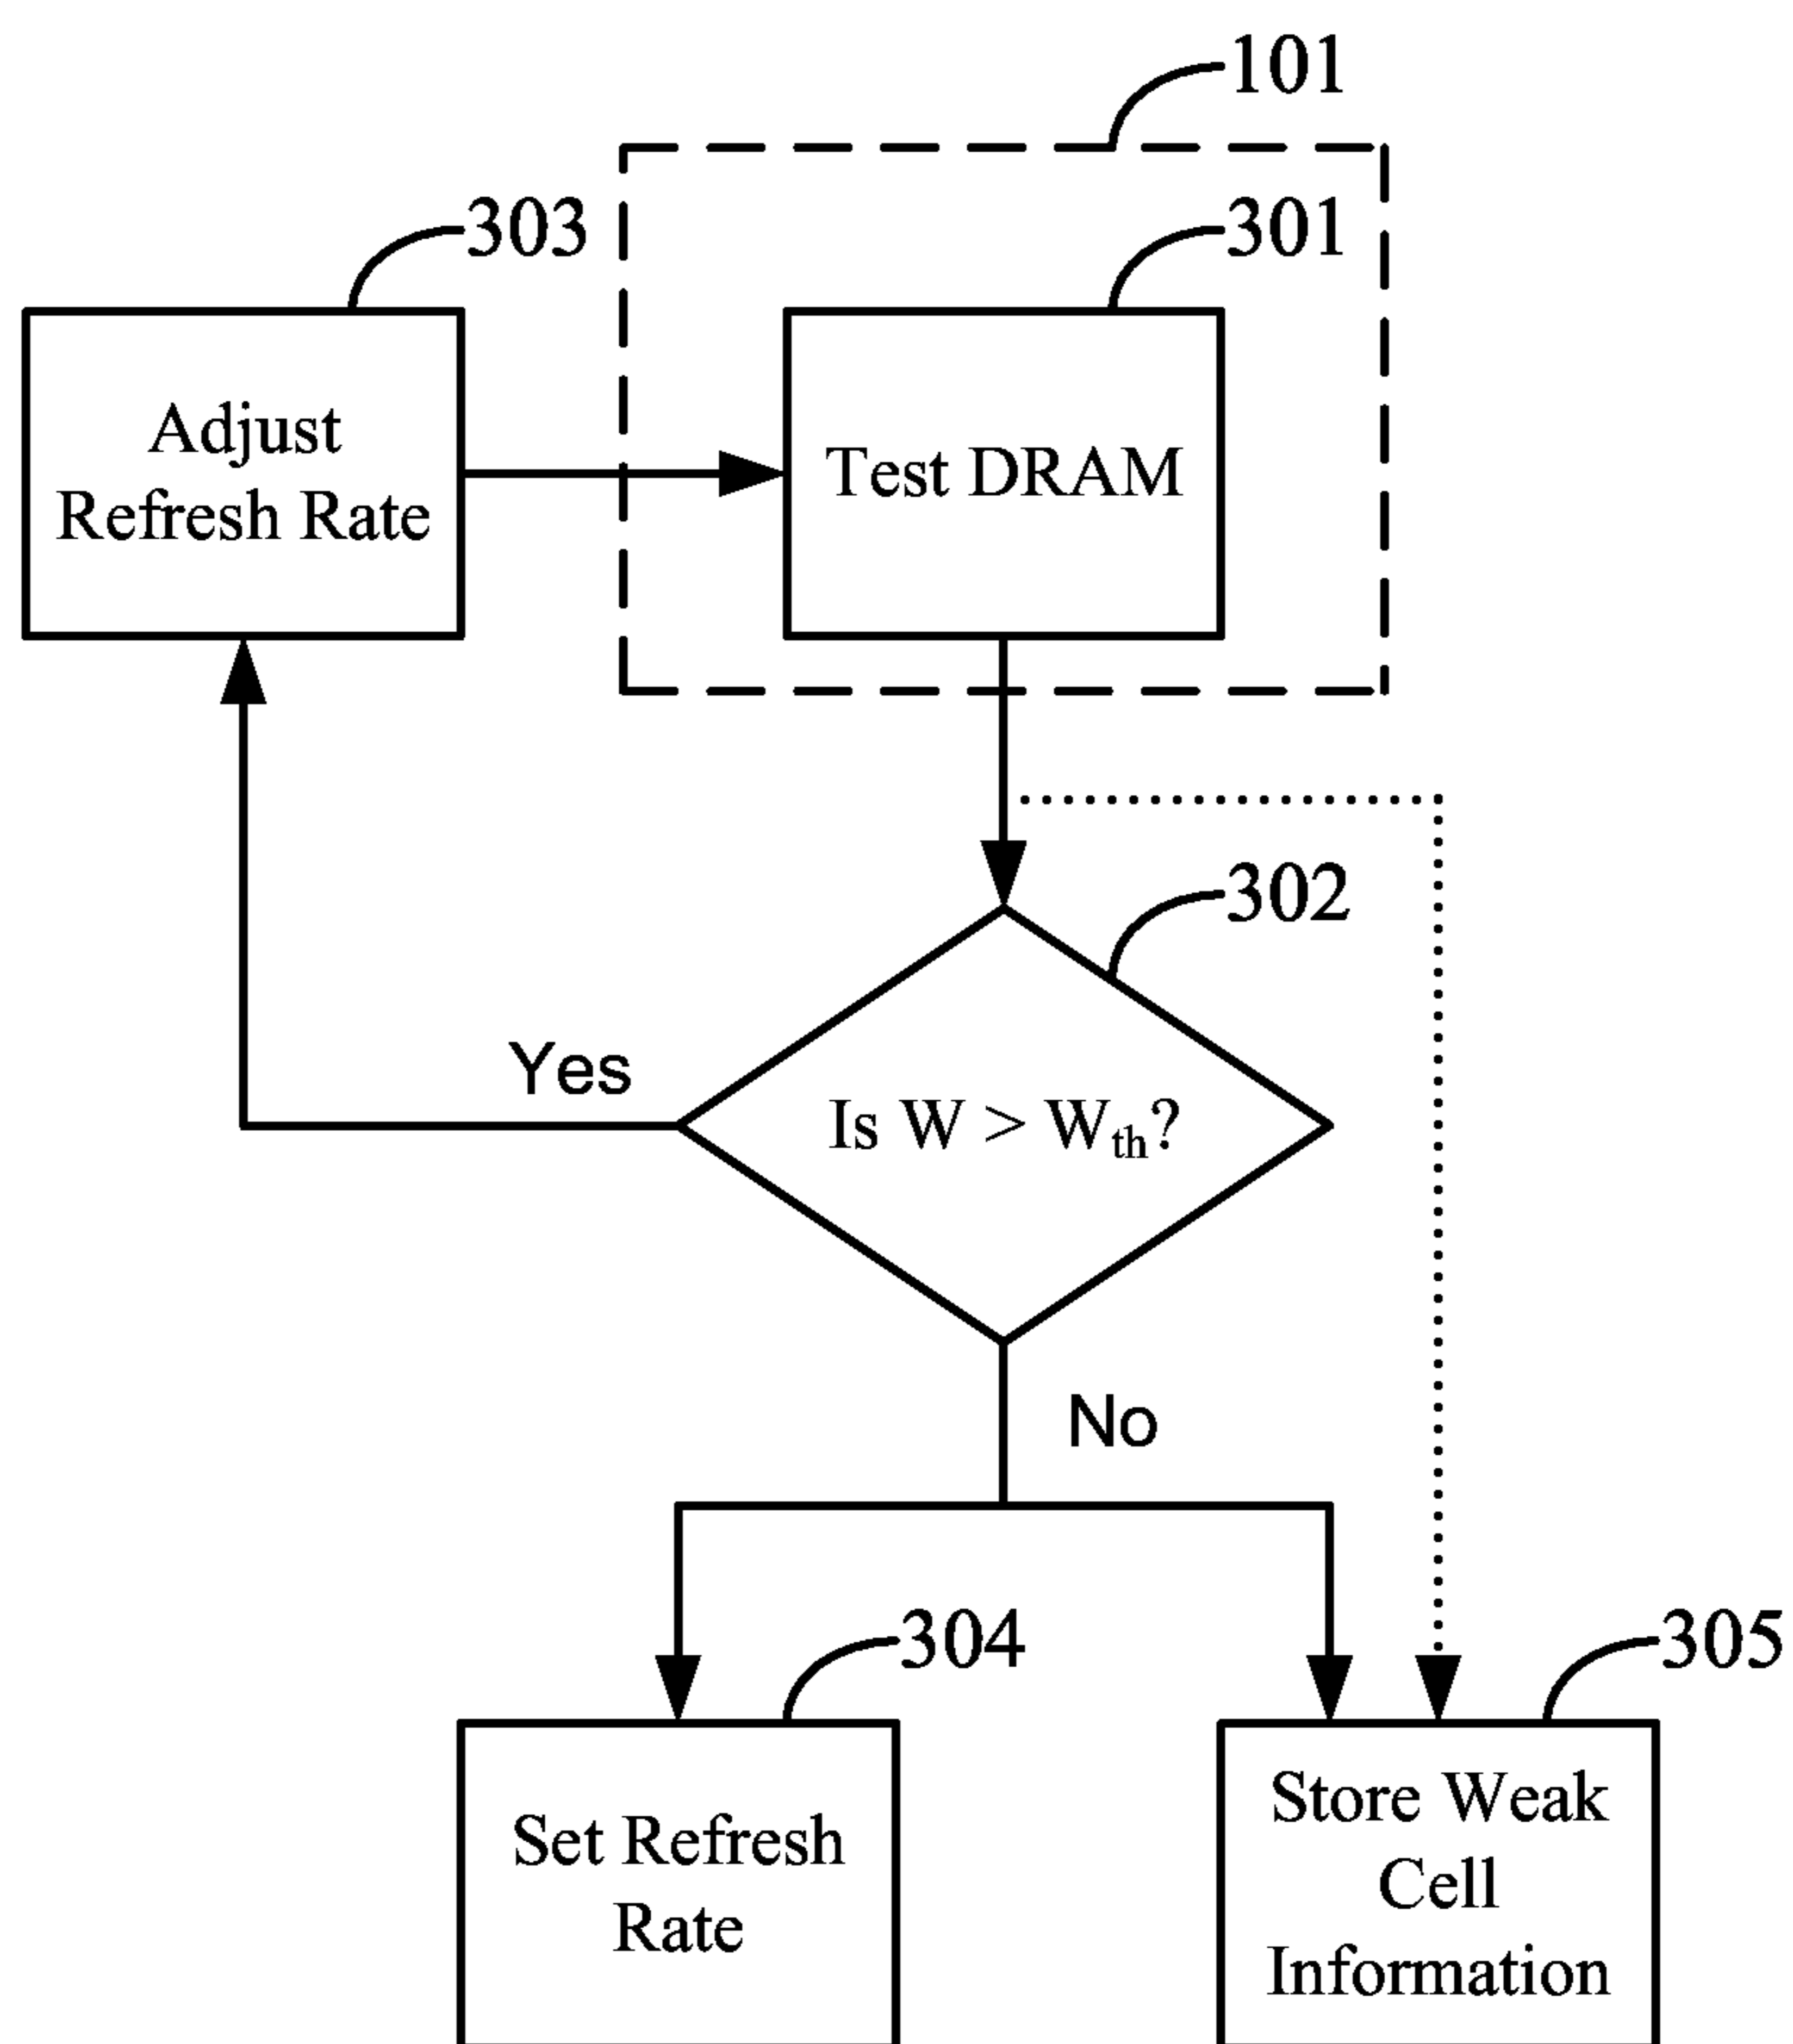 101
303
301
Adjust
Refresh Rate
Test DRAM
302
Yes
Is W > Wth?
No
304
305
Set Refresh
Rate
Store Weak
Cell
Information